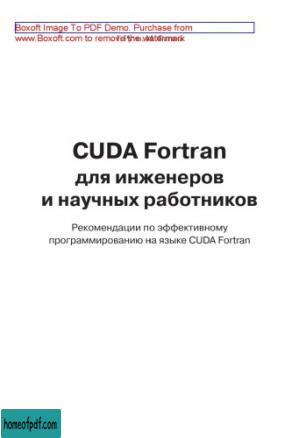 Boxoft Image To PDF Demo. Purchase from
www.Boxoft.com to remove the watermark
CUDA Fortran
для инженеров
и научных работников
Рекомендации по эффективному
программированию на языке CUDA Fortran
homeofpdf.com